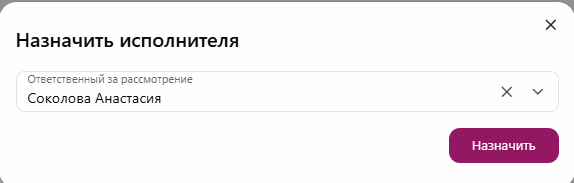 Назначить исполнителя
Ответственный за рассмотрение
Соколова Анастасия
Назначить